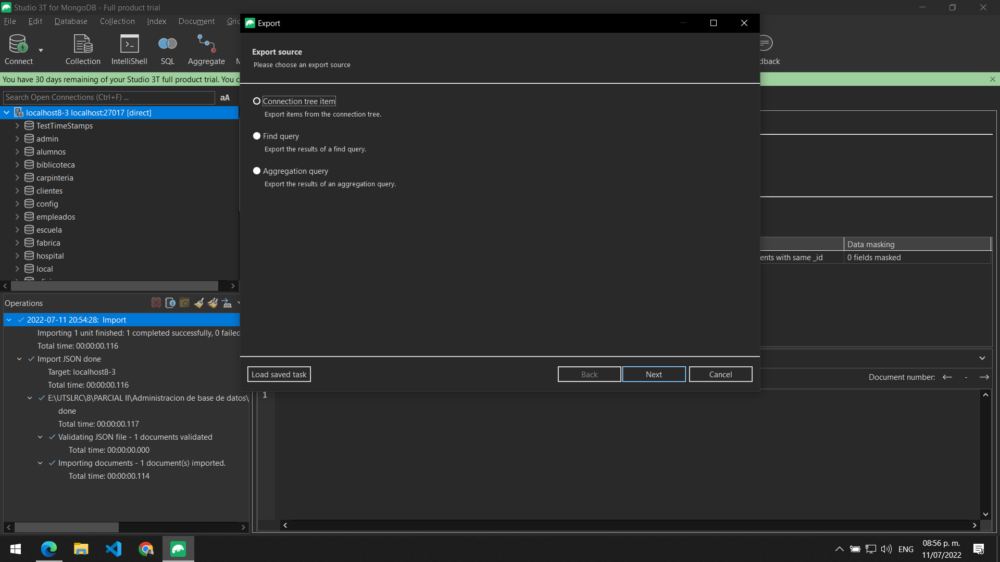 Studio 3T for MongoDB - Full product trial
File Edit Database Collection Index Document Grid
Connect
Collection
IntelliShell
SQL
Aggregate
dback
You have 30 days remaining of your Studio 3T full product trial. You c
Search Open Connections (Ctrl+F) ...
aA
localhost8-3 localhost:27017 [direct]
TestTimeStamps
admin
alumnos
biblicoteca
carpinteria
clientes
config
empleados
escuela
fabrica
hospital
local
Operations
2022-07-11 20:54:28: Import
Importing 1 unit finished: 1 completed successfully, 0 failed
Total time: 00:00:00.116
Import JSON done
Target: localhost8-3
Total time: 00:00:00.116
E:\UTSLRC\8\PARCIAL II\Administracion de base de datos\
done
Total time: 00:00:00.117
Validating JSON file - 1 documents validated
Total time: 00:00:00.000
Importing documents - 1 document(s) imported.
Total time: 00:00:00.114
Export
Export source
Please choose an export source
Connection tree item
Export items from the connection tree.
Find query
Export the results of a find query.
Aggregation query
Export the results of an aggregation query.
Load saved task
Back
Next
Cancel
Data masking
ents with same _id
0 fields masked
Document number: -
1
ENG
08:56 p. m.
11/07/2022